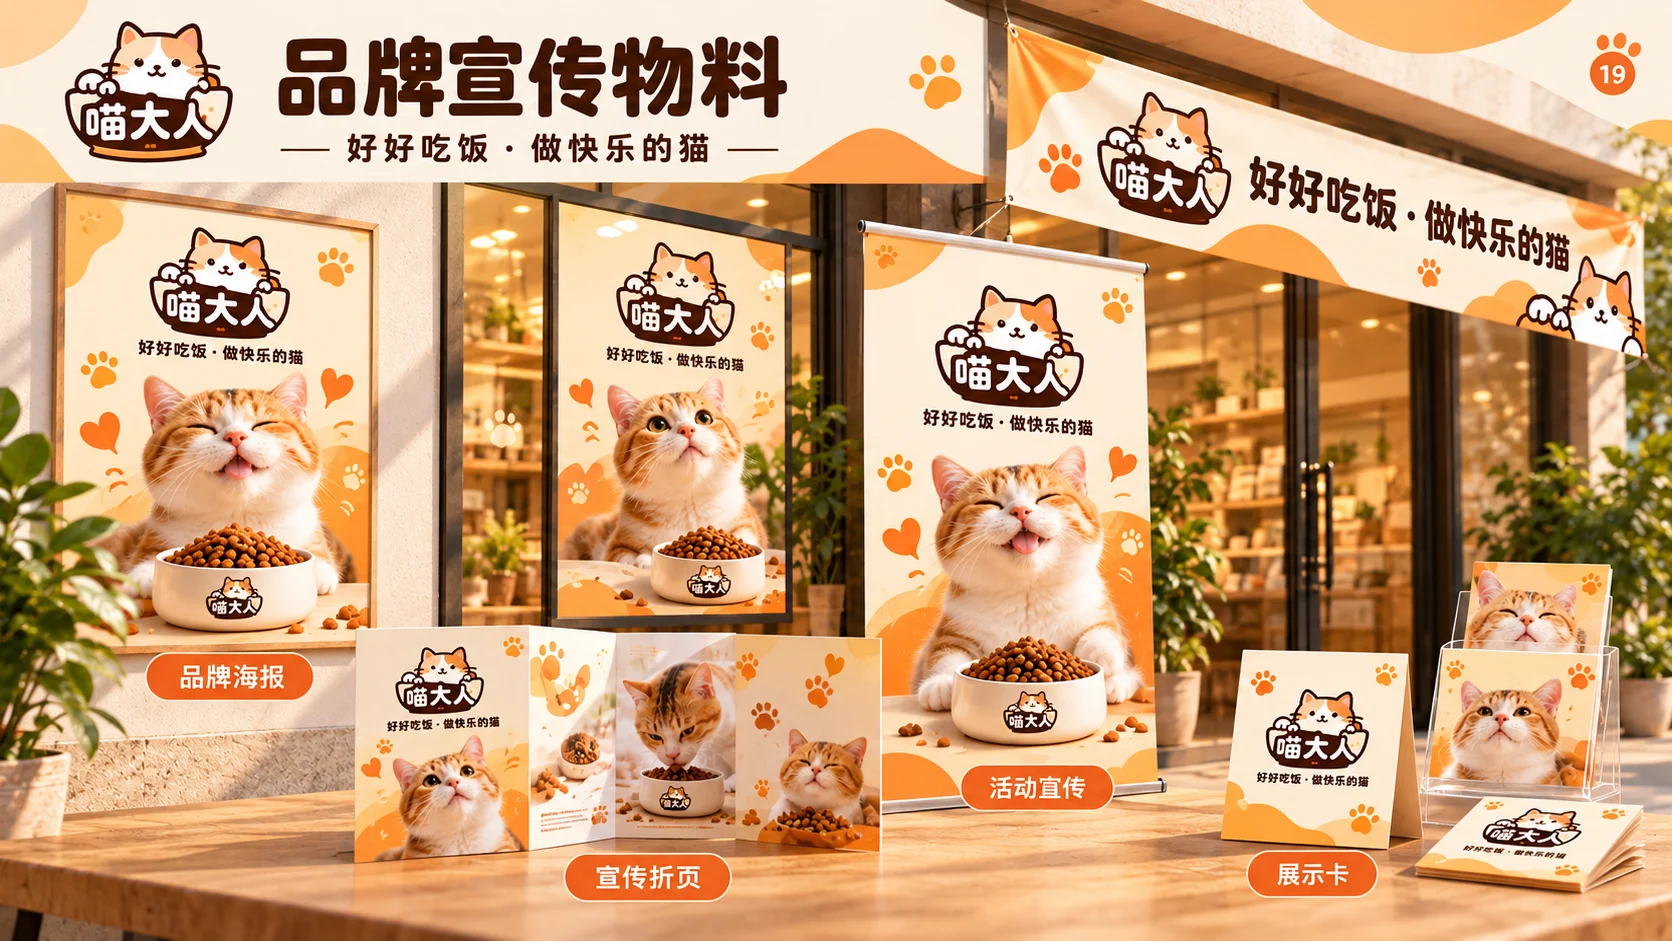 喵大人
品牌宣传物料
好好吃饭·做快乐的猫
19
喵大人
好好吃饭·做快乐的猫
喵大人
好好吃饭·做快乐的猫
喵大人
品牌海报
喵大人
好好吃饭·做快乐的猫
喵大人
喵大人
好好吃饭·做快乐的猫
喵大人
活动宣传
喵大人
好好吃饭·做快乐的猫
喵大人
宣传折页
喵大人
好好吃饭·做快乐的猫
喵大人
好好吃饭·做快乐的猫
展示卡